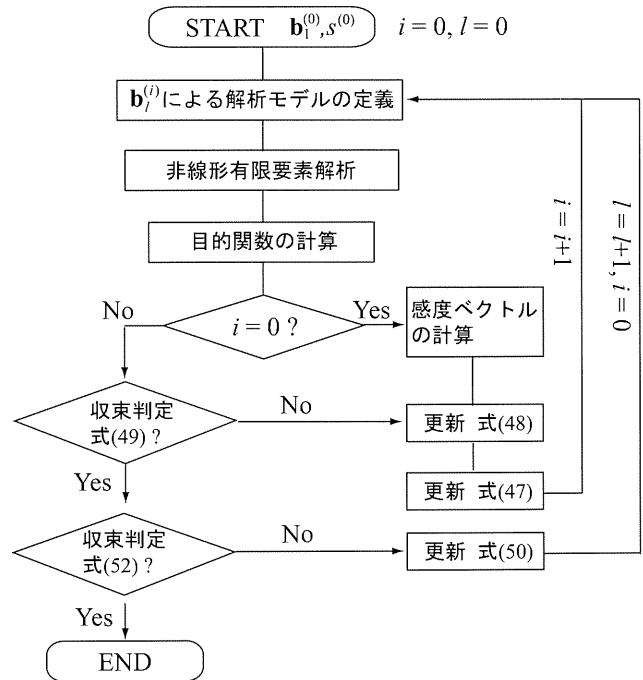 START b₁⁽⁰⁾,s⁽⁰⁾ i = 0, l = 0
b_l⁽ⁱ⁾による解析モデルの定義
非線形有限要素解析
目的関数の計算
i = 0 ?
No
Yes
感度ベクトル
の計算
i = i+1
l = l+1, i = 0
収束判定
式(49) ?
No
更新 式(48)
Yes
更新 式(47)
収束判定
式(52) ?
No
更新 式(50)
Yes
END